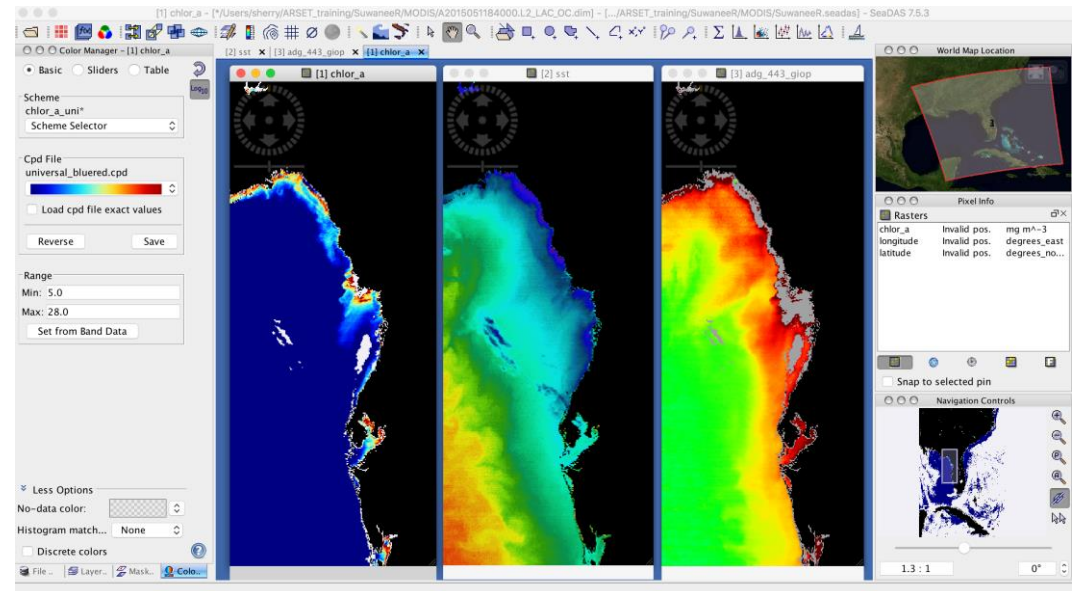 [1] chlor_a - [*/Users/sherry/ARSET_training/SuwaneeR/MODIS/A2015051184000.L2_LAC_OC.dim] - [.../ARSET_training/SuwaneeR/MODIS/SuwaneeR.seadas] - SeaDAS 7.5.3
Color Manager - [1] chlor_a
[2] sst × [3] adg_443_giop × [1] chlor_a ×
World Map Location
Basic Sliders Table
Log10
Scheme
chlor_a_uni*
Scheme Selector
Cpd File
universal_bluered.cpd
Load cpd file exact values
Reverse Save
Range
Min: 5.0
Max: 28.0
Set from Band Data
Less Options
No-data color:
Histogram match... None
Discrete colors
File .. Layer.. Mask.. Colo..
[1] chlor_a
[2] sst
[3] adg_443_giop
Pixel Info
Rasters
chlor_a Invalid pos. mg m^-3
longitude Invalid pos. degrees_east
latitude Invalid pos. degrees_no...
Snap to selected pin
Navigation Controls
1.3 : 1 0°